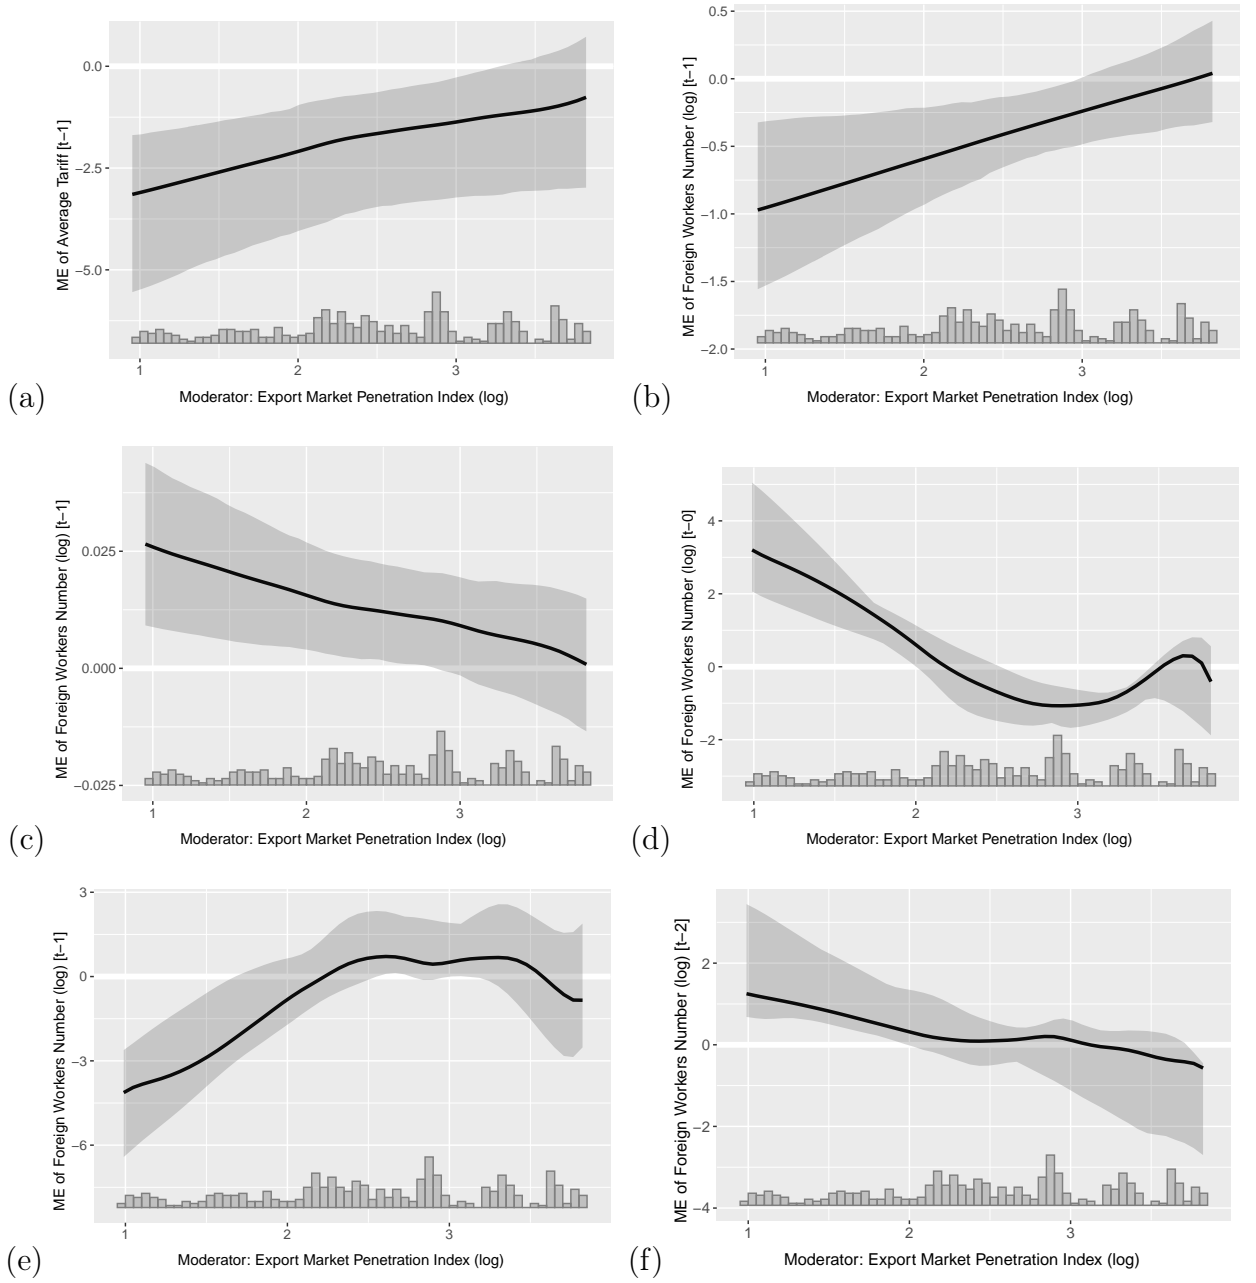 0.0
−2.5
−5.0
ME of Average Tariff [t−1]
1 2 3
Moderator: Export Market Penetration Index (log)
(a)
0.5
0.0
−0.5
−1.0
−1.5
−2.0
ME of Foreign Workers Number (log) [t−1]
1 2 3
Moderator: Export Market Penetration Index (log)
(b)
0.025
0.000
−0.025
ME of Foreign Workers Number (log) [t−1]
1 2 3
Moderator: Export Market Penetration Index (log)
(c)
4
2
0
−2
ME of Foreign Workers Number (log) [t−0]
1 2 3
Moderator: Export Market Penetration Index (log)
(d)
3
0
−3
−6
ME of Foreign Workers Number (log) [t−1]
1 2 3
Moderator: Export Market Penetration Index (log)
(e)
2
0
−2
−4
ME of Foreign Workers Number (log) [t−2]
1 2 3
Moderator: Export Market Penetration Index (log)
(f)